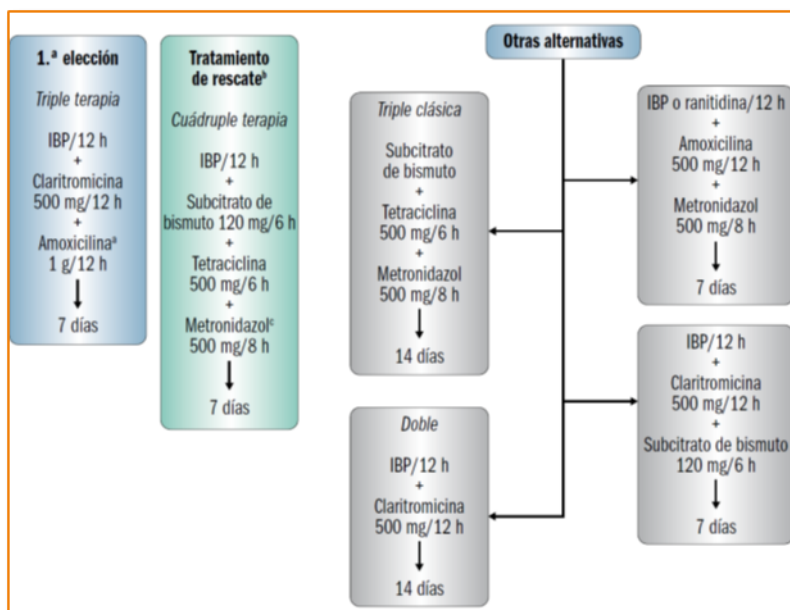 1.ª elección
Triple terapia
IBP/12 h
+
Claritromicina
500 mg/12 h
+
Amoxicilinaª
1 g/12 h
7 días
Tratamiento
de rescateᵇ
Cuádruple terapia
IBP/12 h
+
Subcitrato de
bismuto 120 mg/6 h
+
Tetraciclina
500 mg/6 h
+
Metronidazolᶜ
500 mg/8 h
7 días
Otras alternativas
Triple clásica
Subcitrato
de bismuto
+
Tetraciclina
500 mg/6 h
+
Metronidazol
500 mg/8 h
14 días
Doble
IBP/12 h
+
Claritromicina
500 mg/12 h
14 días
IBP o ranitidina/12 h
+
Amoxicilina
500 mg/12 h
+
Metronidazol
500 mg/8 h
7 días
IBP/12 h
+
Claritromicina
500 mg/12 h
+
Subcitrato de bismuto
120 mg/6 h
7 días